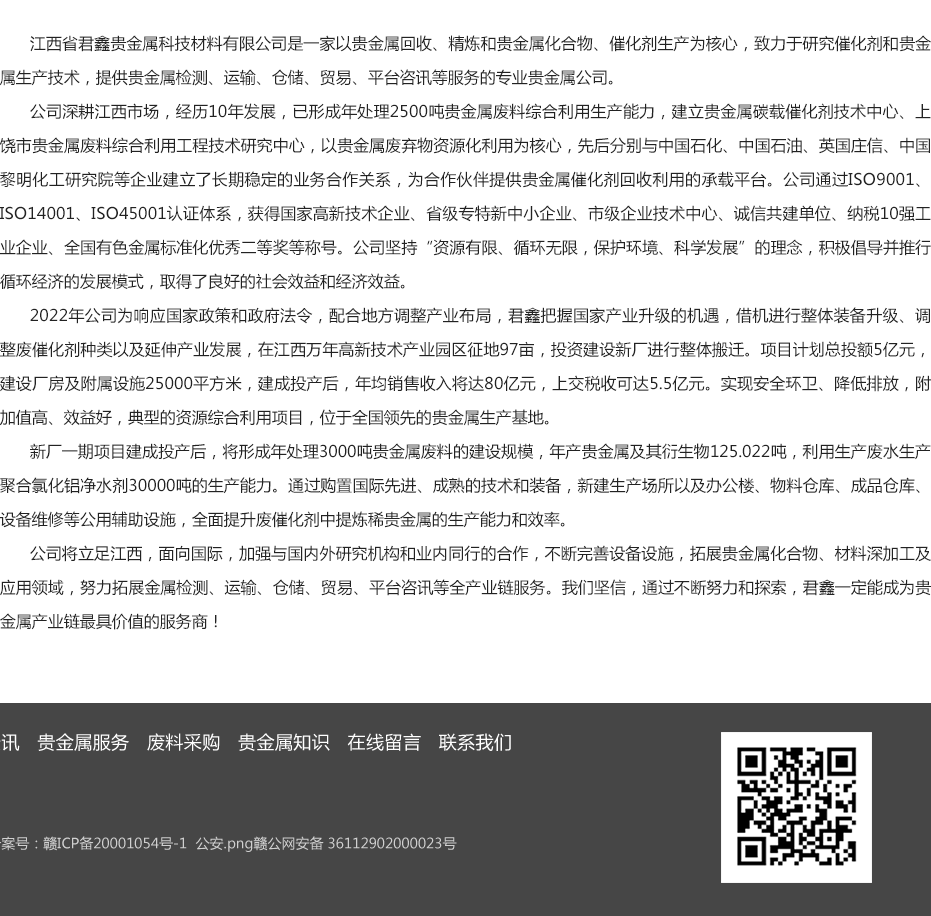 江西省君鑫贵金属科技材料有限公司是一家以贵金属回收、精炼和贵金属化合物、催化剂生产为核心，致力于研究催化剂和贵金
属生产技术，提供贵金属检测、运输、仓储、贸易、平台咨讯等服务的专业贵金属公司。
公司深耕江西市场，经历10年发展，已形成年处理2500吨贵金属废料综合利用生产能力，建立贵金属碳载催化剂技术中心、上
饶市贵金属废料综合利用工程技术研究中心，以贵金属废弃物资源化利用为核心，先后分别与中国石化、中国石油、英国庄信、中国
黎明化工研究院等企业建立了长期稳定的业务合作关系，为合作伙伴提供贵金属催化剂回收利用的承载平台。公司通过ISO9001、
ISO14001、ISO45001认证体系，获得国家高新技术企业、省级专特新中小企业、市级企业技术中心、诚信共建单位、纳税10强工
业企业、全国有色金属标准化优秀二等奖等称号。公司坚持“资源有限、循环无限，保护环境、科学发展”的理念，积极倡导并推行
循环经济的发展模式，取得了良好的社会效益和经济效益。
2022年公司为响应国家政策和政府法令，配合地方调整产业布局，君鑫把握国家产业升级的机遇，借机进行整体装备升级、调
整废催化剂种类以及延伸产业发展，在江西万年高新技术产业园区征地97亩，投资建设新厂进行整体搬迁。项目计划总投额5亿元，
建设厂房及附属设施25000平方米，建成投产后，年均销售收入将达80亿元，上交税收可达5.5亿元。实现安全环卫、降低排放，附
加值高、效益好，典型的资源综合利用项目，位于全国领先的贵金属生产基地。
新厂一期项目建成投产后，将形成年处理3000吨贵金属废料的建设规模，年产贵金属及其衍生物125.022吨，利用生产废水生产
聚合氯化铝净水剂30000吨的生产能力。通过购置国际先进、成熟的技术和装备，新建生产场所以及办公楼、物料仓库、成品仓库、
设备维修等公用辅助设施，全面提升废催化剂中提炼稀贵金属的生产能力和效率。
公司将立足江西，面向国际，加强与国内外研究机构和业内同行的合作，不断完善设备设施，拓展贵金属化合物、材料深加工及
应用领域，努力拓展金属检测、运输、仓储、贸易、平台咨讯等全产业链服务。我们坚信，通过不断努力和探索，君鑫一定能成为贵
金属产业链最具价值的服务商！
讯 贵金属服务 废料采购 贵金属知识 在线留言 联系我们
案号：赣ICP备20001054号-1 公安.png赣公网安备 36112902000023号